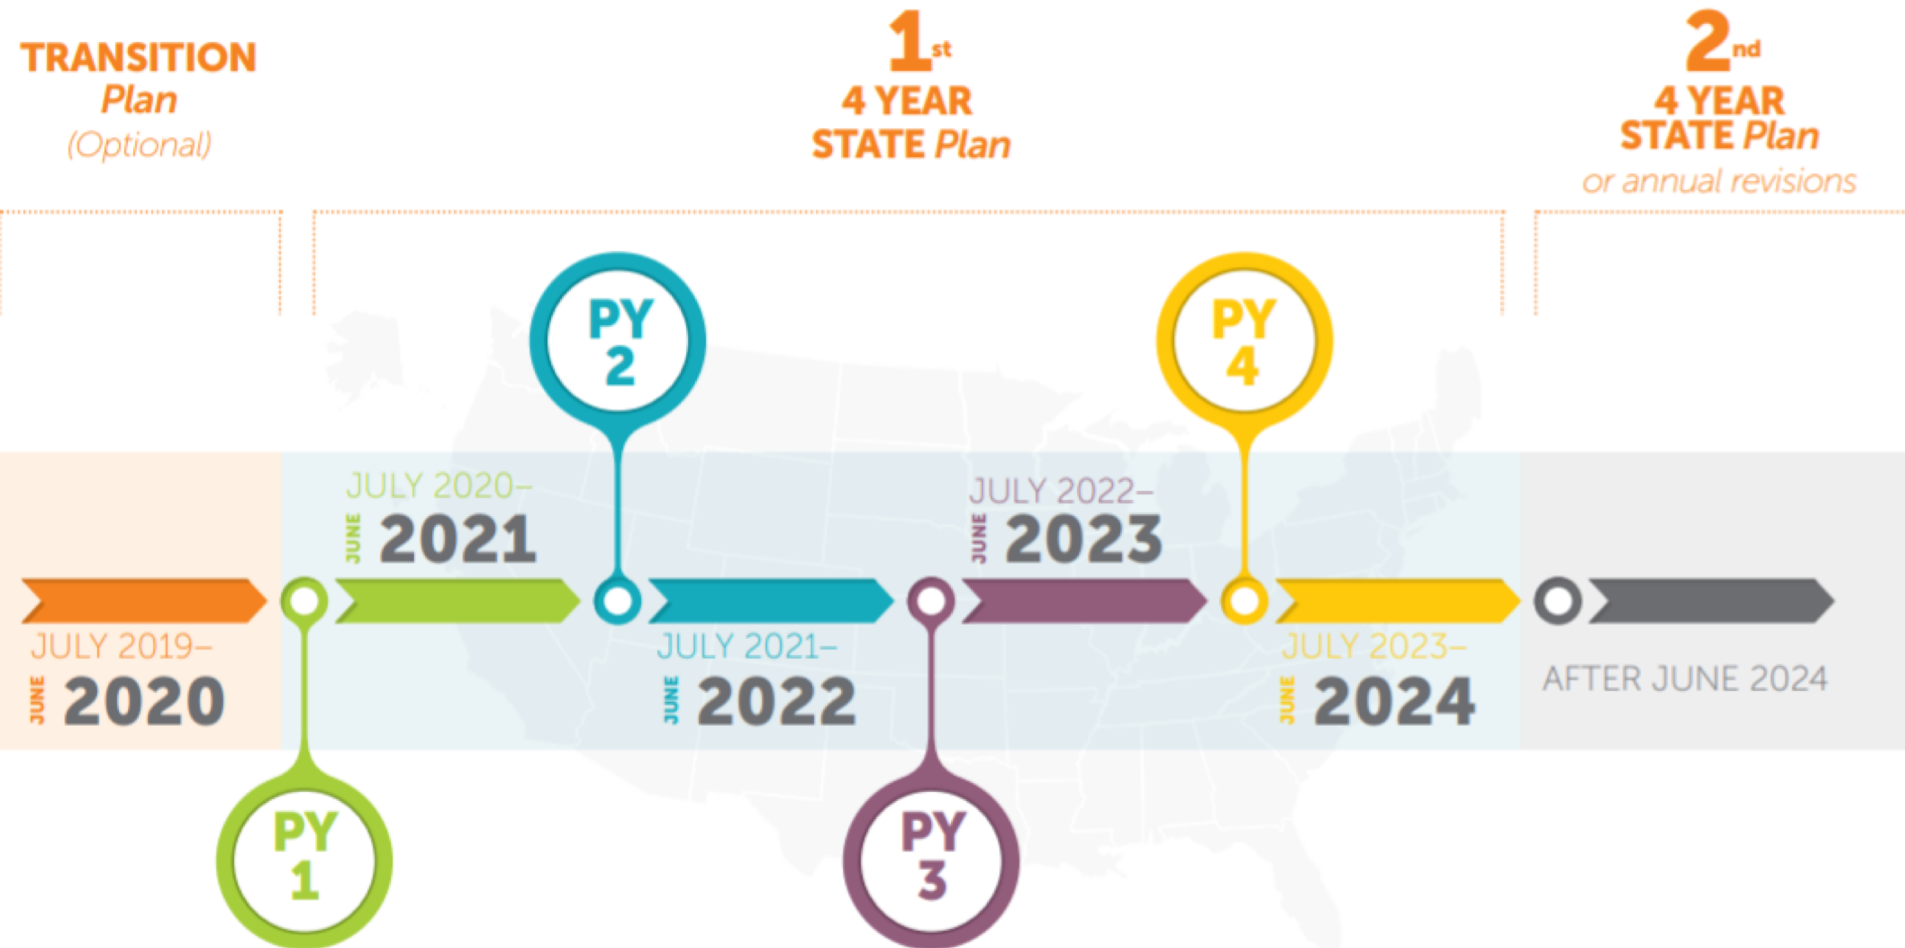 TRANSITION
Plan
(Optional)
1st
4 YEAR
STATE Plan
2nd
4 YEAR
STATE Plan
or annual revisions
PY
2
PY
4
JULY 2020–
JUNE 2021
JULY 2022–
JUNE 2023
JULY 2019–
JUNE 2020
JULY 2021–
JUNE 2022
JULY 2023–
JUNE 2024
AFTER JUNE 2024
PY
1
PY
3